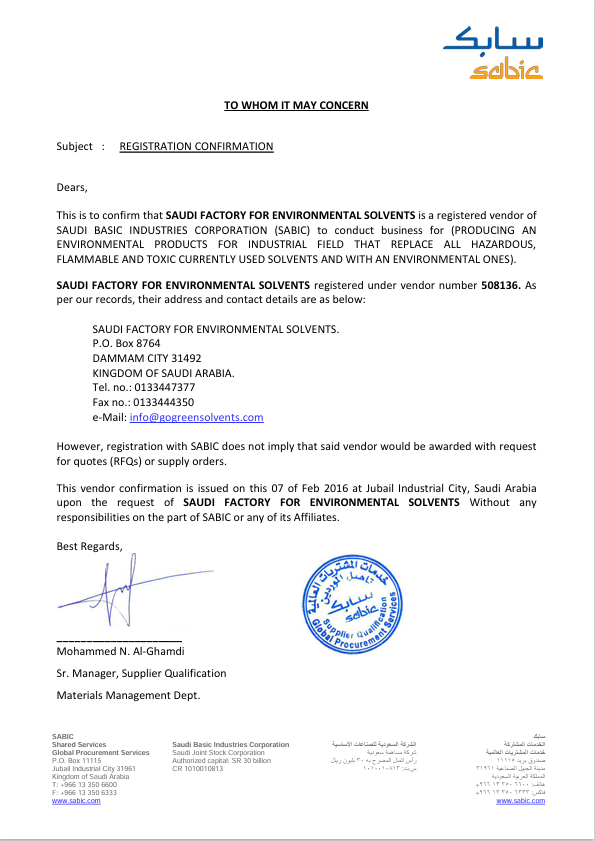 سابك
sabic
TO WHOM IT MAY CONCERN
Subject : REGISTRATION CONFIRMATION
Dears,
This is to confirm that SAUDI FACTORY FOR ENVIRONMENTAL SOLVENTS is a registered vendor of
SAUDI BASIC INDUSTRIES CORPORATION (SABIC) to conduct business for (PRODUCING AN
ENVIRONMENTAL PRODUCTS FOR INDUSTRIAL FIELD THAT REPLACE ALL HAZARDOUS,
FLAMMABLE AND TOXIC CURRENTLY USED SOLVENTS AND WITH AN ENVIRONMENTAL ONES).
SAUDI FACTORY FOR ENVIRONMENTAL SOLVENTS registered under vendor number 508136. As
per our records, their address and contact details are as below:
SAUDI FACTORY FOR ENVIRONMENTAL SOLVENTS.
P.O. Box 8764
DAMMAM CITY 31492
KINGDOM OF SAUDI ARABIA.
Tel. no.: 0133447377
Fax no.: 0133444350
e-Mail: info@gogreensolvents.com
However, registration with SABIC does not imply that said vendor would be awarded with request
for quotes (RFQs) or supply orders.
This vendor confirmation is issued on this 07 of Feb 2016 at Jubail Industrial City, Saudi Arabia
upon the request of SAUDI FACTORY FOR ENVIRONMENTAL SOLVENTS Without any
responsibilities on the part of SABIC or any of its Affiliates.
Best Regards,
خدمات المشتريات العالمية
تأهيل الموردين
سابك
sabic
Supplier Qualification
Global Procurement Services
Mohammed N. Al-Ghamdi
Sr. Manager, Supplier Qualification
Materials Management Dept.
SABIC
Shared Services
Global Procurement Services
P.O. Box 11115
Jubail Industrial City 31961
Kingdom of Saudi Arabia
T: +966 13 350 6600
F: +966 13 350 6333
www.sabic.com
Saudi Basic Industries Corporation
Saudi Joint Stock Corporation
Authorized capital: SR 30 billion
CR 1010010813
الشركة السعودية للصناعات الأساسية
شركة مساهمة سعودية
رأس المال المصرح به ٣٠ بليون ريال
س.ت: ١٠١٠٠١٠٨١٣
سابك
الخدمات المشتركة
خدمات المشتريات العالمية
صندوق بريد ١١١١٥
مدينة الجبيل الصناعية ٣١٩٦١
المملكة العربية السعودية
هاتف: ٦٦٠٠ ٣٥٠ ١٣ ٩٦٦+
فاكس: ٦٣٣٣ ٣٥٠ ١٣ ٩٦٦+
www.sabic.com